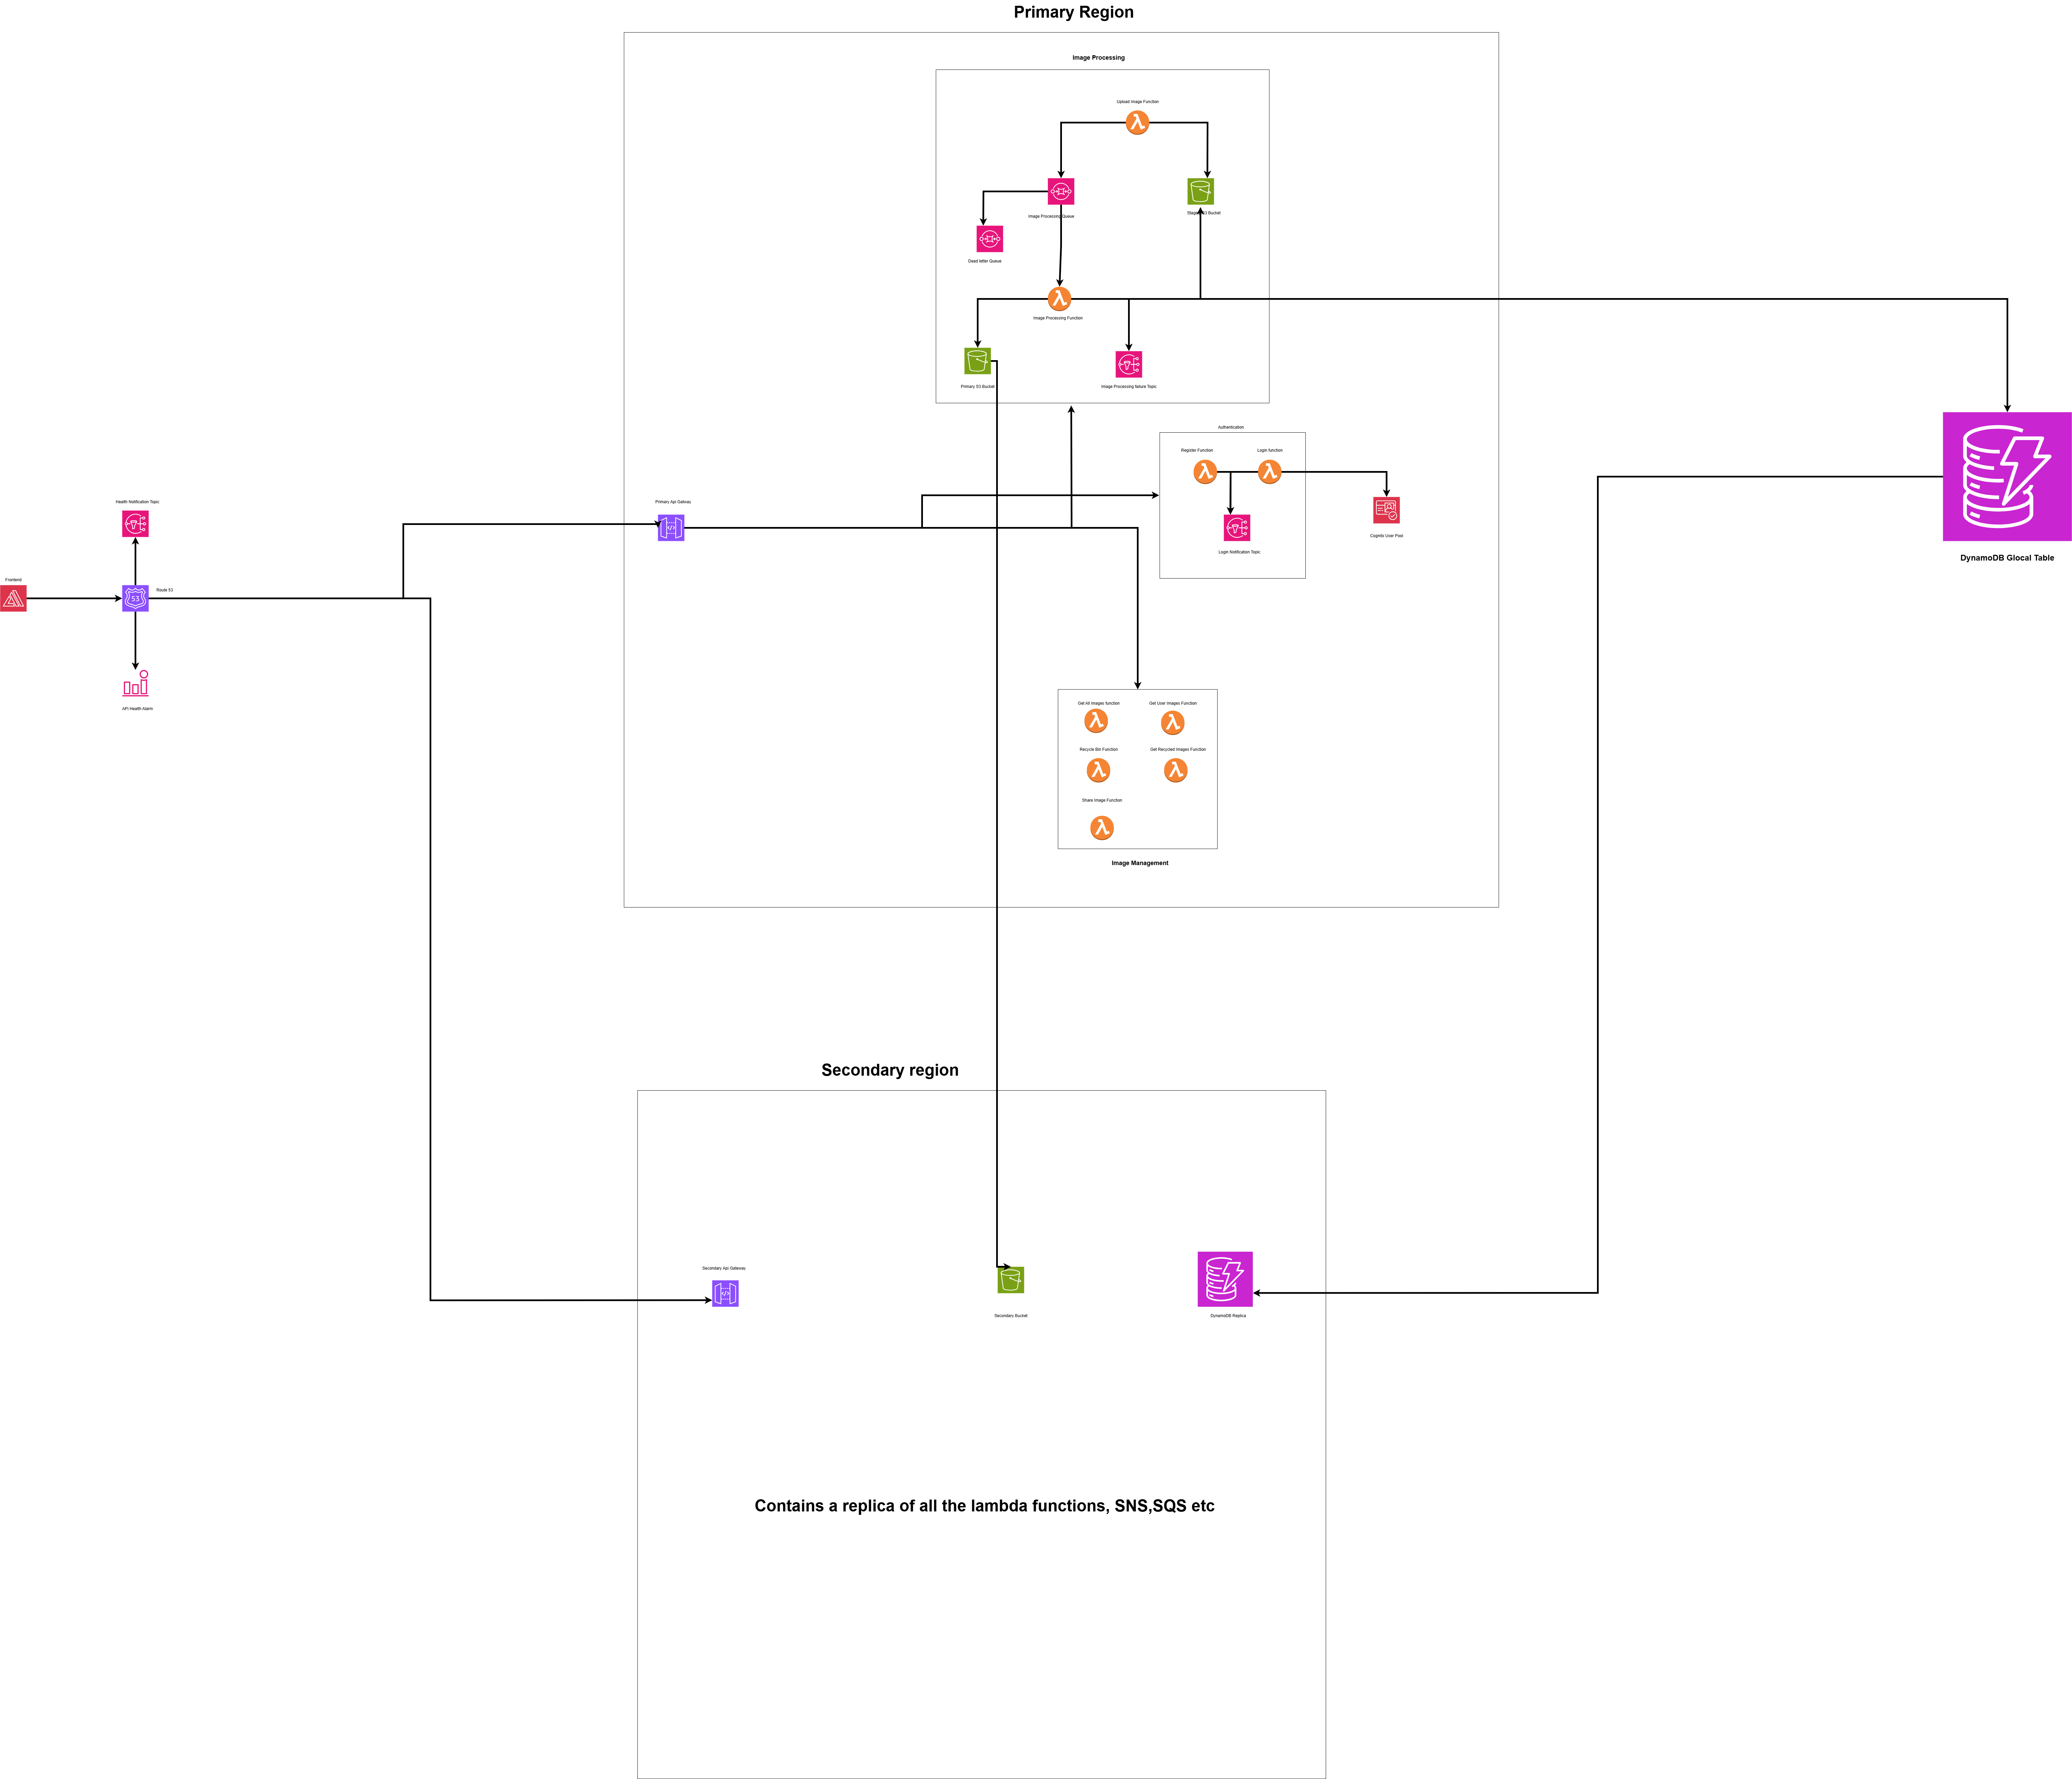 Primary Region
Image Processing
Upload Image Function
Image Processing Queue
S3 Bucket
Dead letter Queue
Image Processing Function
Primary S3 Bucket
Image Processing failure Topic
Authentication
Register Function
Login function
Login Notification Topic
Cognito User Pool
Primary Api Gatway
Health Notification Topic
Frontend
Route 53
53
API Health Alarm
DynamoDB Glocal Table
Get All Images function
Get User Images Function
Recycle Bin Function
Get Recycled Images Function
Share Image Function
Image Management
Secondary region
Secondary Api Gateway
Secondary Bucket
DynamoDB Replica
Contains a replica of all the lambda functions, SNS,SQS etc